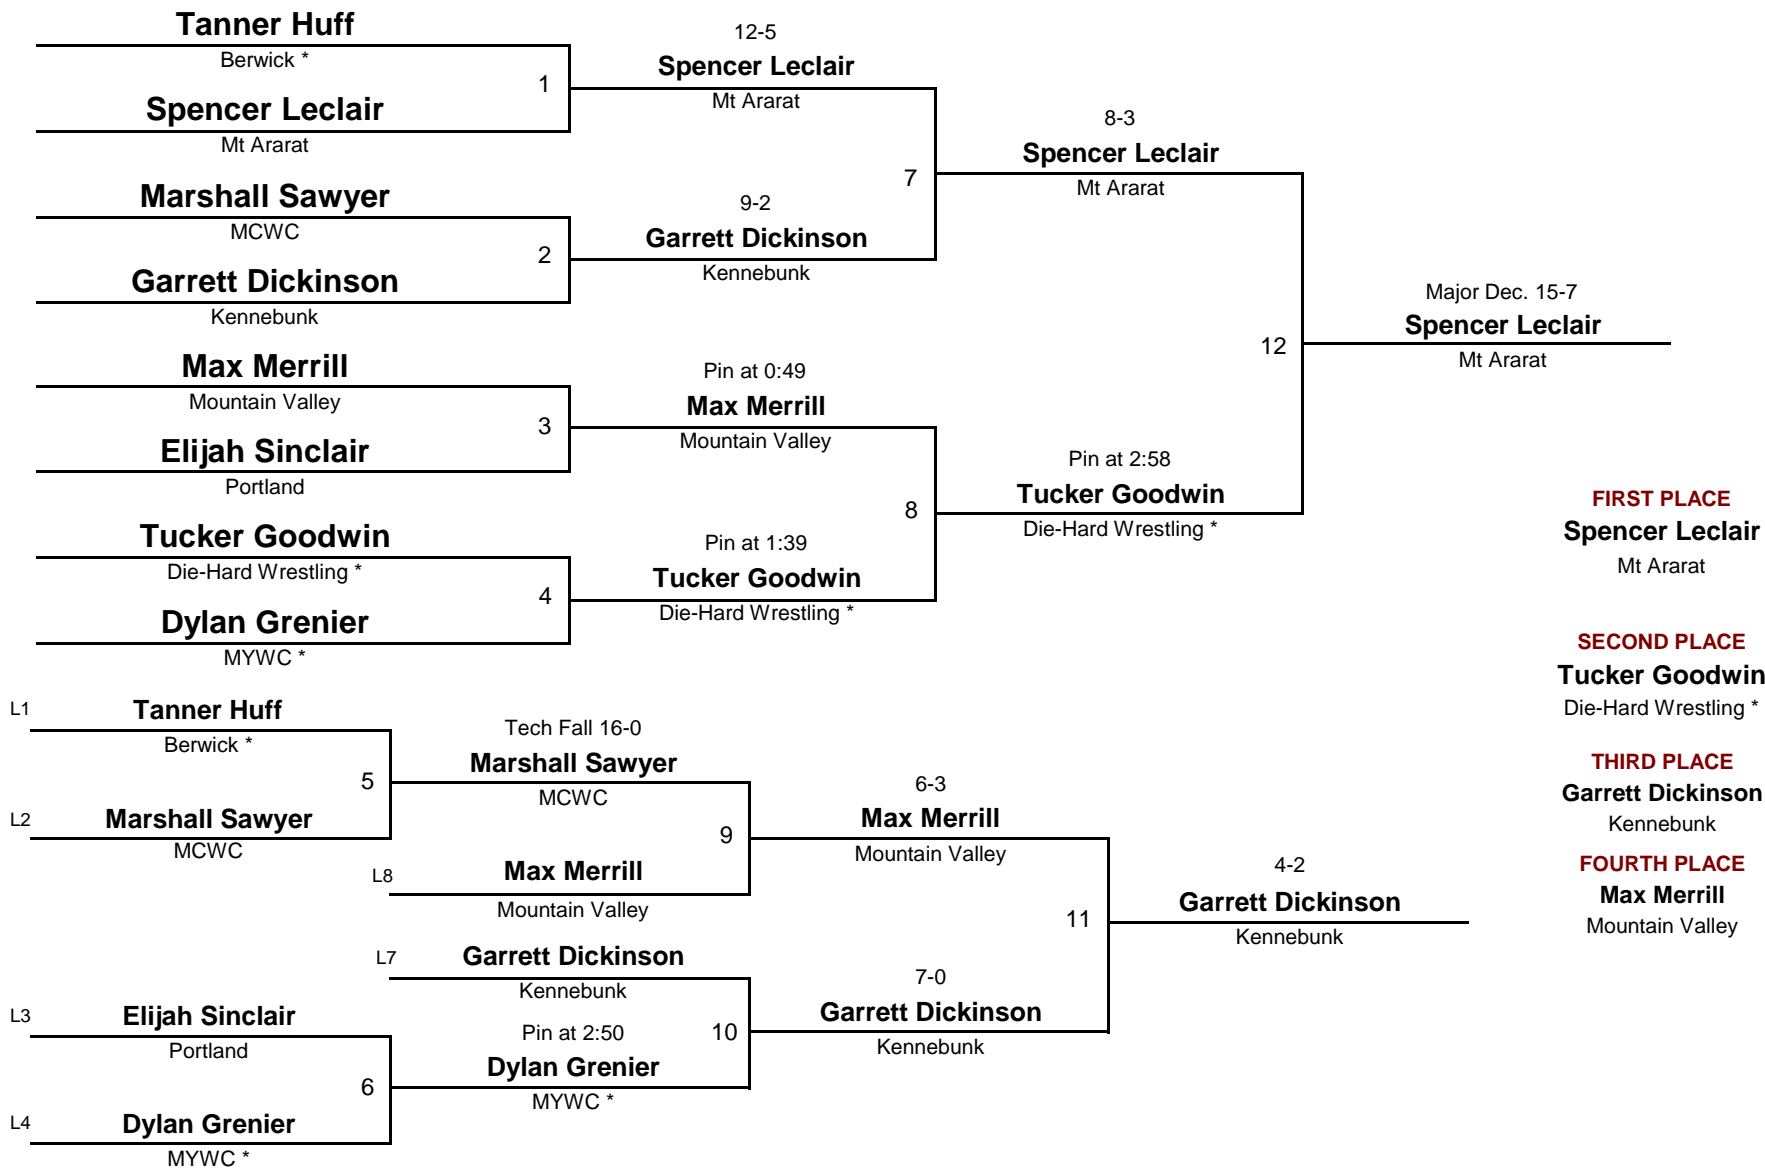 Tanner Huff
Berwick *
1
Spencer Leclair
Mt Ararat
Marshall Sawyer
MCWC
2
Garrett Dickinson
Kennebunk
Max Merrill
Mountain Valley
3
Elijah Sinclair
Portland
Tucker Goodwin
Die-Hard Wrestling *
4
Dylan Grenier
MYWC *
12-5
Spencer Leclair
Mt Ararat
7
9-2
Garrett Dickinson
Kennebunk
Pin at 0:49
Max Merrill
Mountain Valley
8
Pin at 1:39
Tucker Goodwin
Die-Hard Wrestling *
8-3
Spencer Leclair
Mt Ararat
12
Pin at 2:58
Tucker Goodwin
Die-Hard Wrestling *
Major Dec. 15-7
Spencer Leclair
Mt Ararat
FIRST PLACE
Spencer Leclair
Mt Ararat
SECOND PLACE
Tucker Goodwin
Die-Hard Wrestling *
THIRD PLACE
Garrett Dickinson
Kennebunk
FOURTH PLACE
Max Merrill
Mountain Valley
L1
Tanner Huff
Berwick *
5
L2
Marshall Sawyer
MCWC
Tech Fall 16-0
Marshall Sawyer
MCWC
9
L8
Max Merrill
Mountain Valley
L7
Garrett Dickinson
Kennebunk
10
Pin at 2:50
Dylan Grenier
MYWC *
L3
Elijah Sinclair
Portland
6
L4
Dylan Grenier
MYWC *
6-3
Max Merrill
Mountain Valley
11
7-0
Garrett Dickinson
Kennebunk
4-2
Garrett Dickinson
Kennebunk